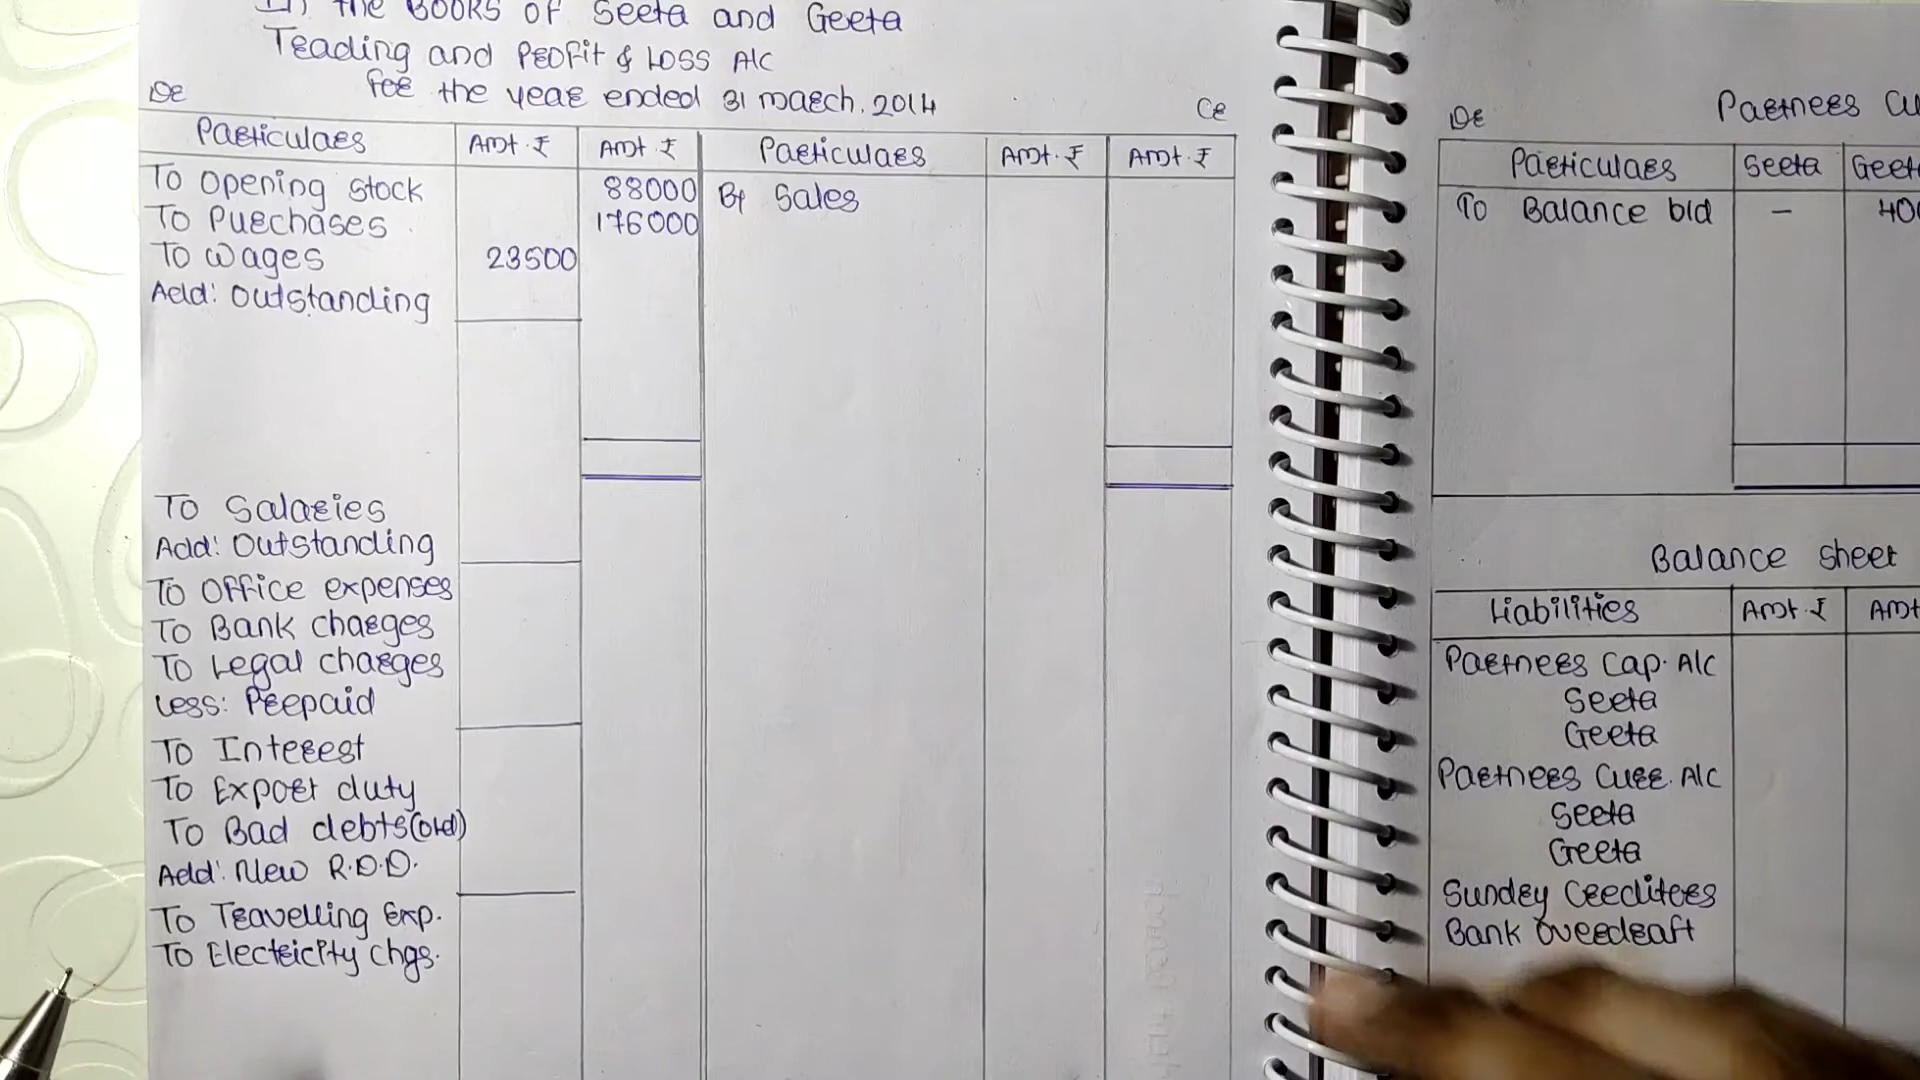 In the Books of Seeta and Geeta
Trading and Profit & Loss A/c
for the year ended 31 march. 2014
Dr
Cr
Particulars Amt. ₹ Amt ₹ Particulars Amt. ₹ Amt. ₹
To Opening Stock 88000 By Sales
To Purchases 176000
To Wages 23500
Add: Outstanding
To Salaries
Add: Outstanding
To Office expenses
To Bank charges
To Legal charges
Less: Prepaid
To Interest
To Export duty
To Bad debts(old)
Add: New R.D.D.
To Travelling Exp.
To Electricity chgs.
Dr
Partners
Particulars Seeta
To Balance b/d -
Balance sheet
Liabilities Amt. ₹ Amt
Partners Cap. A/c
Seeta
Geeta
Partners Curr. A/c
Seeta
Geeta
Sundry Creditors
Bank Overdraft